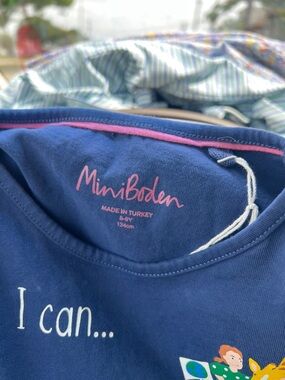 MiniBoden
MADE IN TURKEY
8-9Y
134cm
I can...